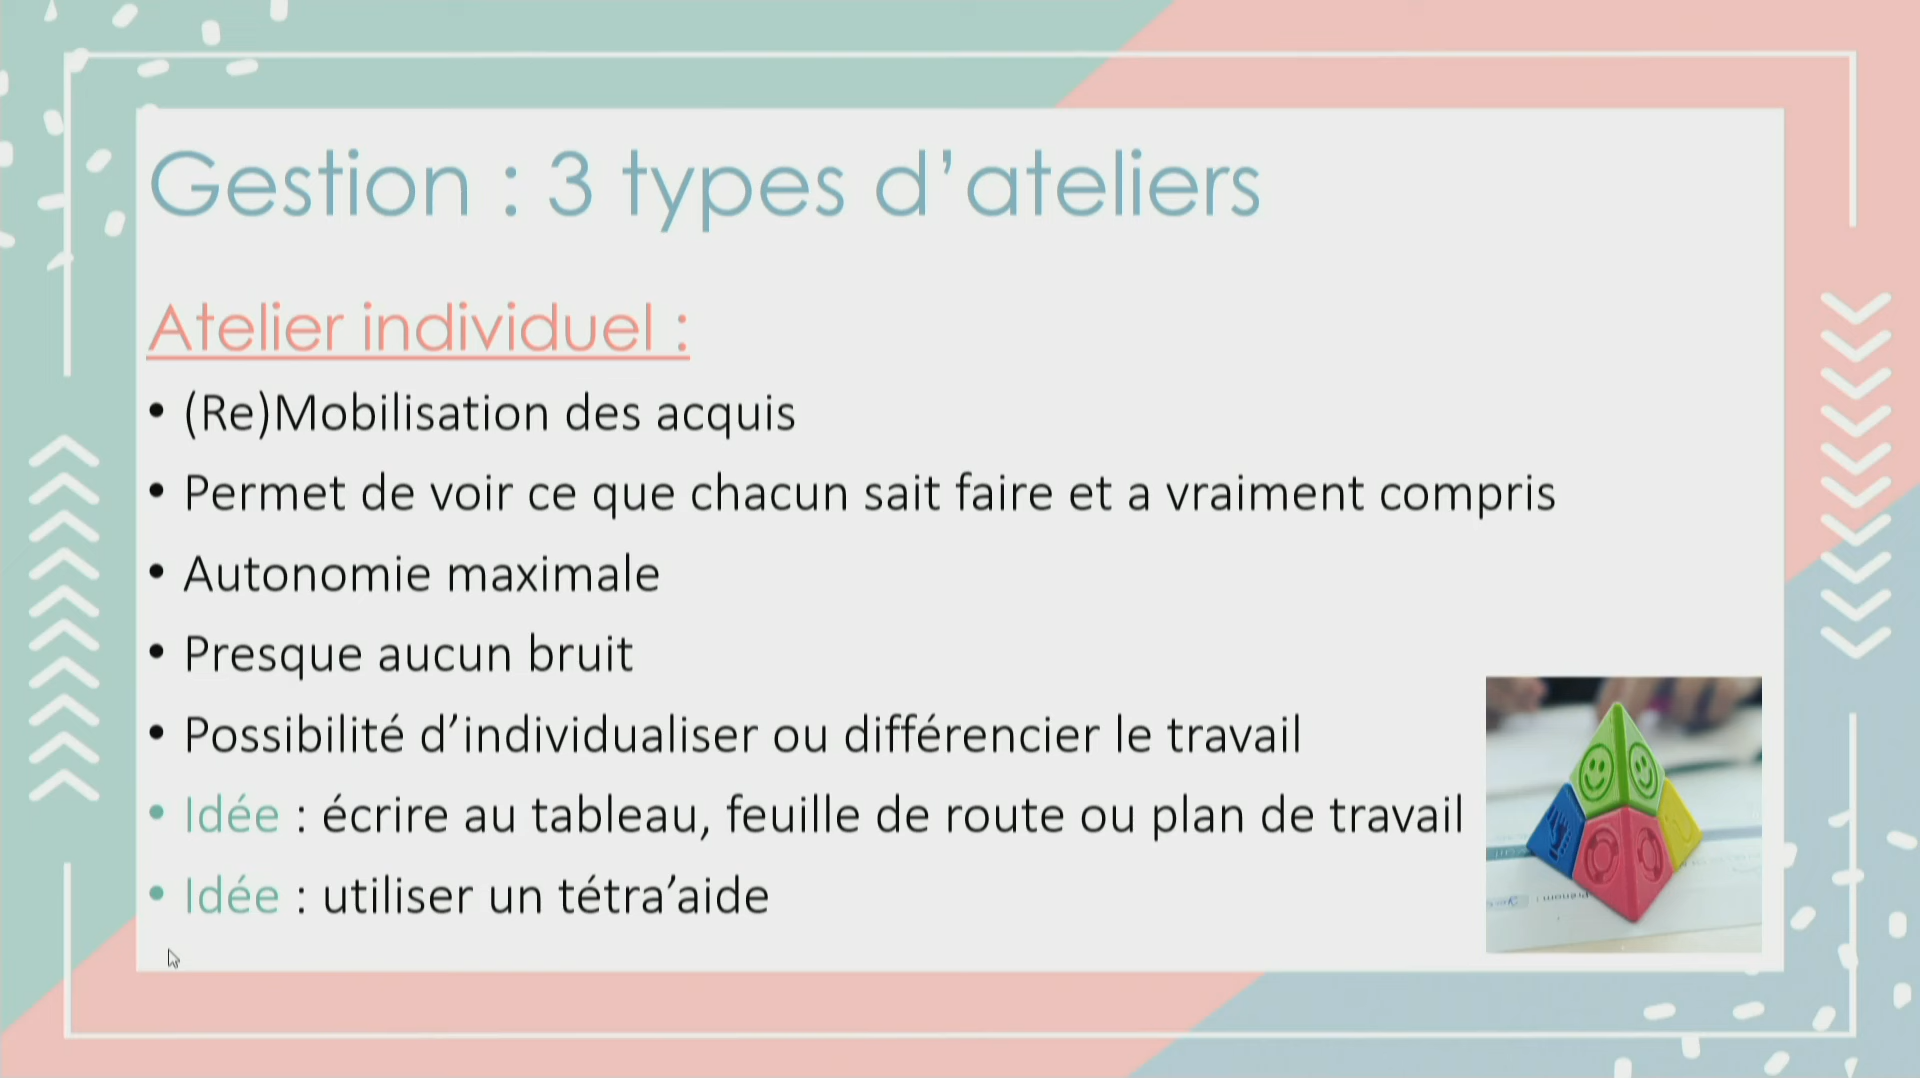 Gestion : 3 types d’ateliers
Atelier individuel :
• (Re)Mobilisation des acquis
• Permet de voir ce que chacun sait faire et a vraiment compris
• Autonomie maximale
• Presque aucun bruit
• Possibilité d’individualiser ou différencier le travail
• Idée : écrire au tableau, feuille de route ou plan de travail
• Idée : utiliser un tétra’aide